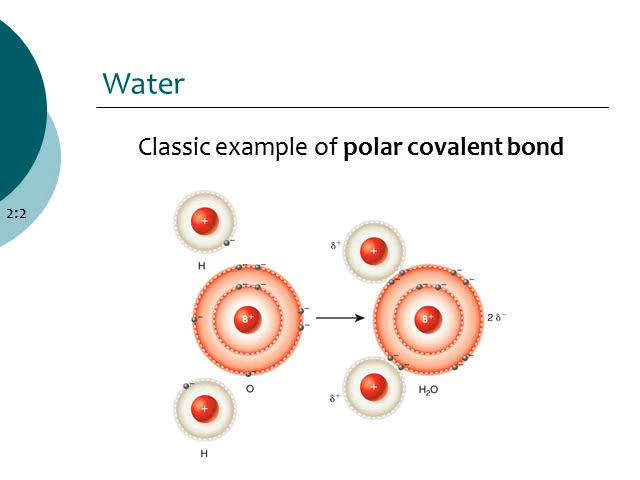 Water
Classic example of polar covalent bond
2:2
+
−
H
δ⁺
+
− −
− −
−
8⁺
−
−
−
O
− −
− −
− −
8⁺
2 δ⁻
− −
− −
H₂O
−
+
H
δ⁺
+